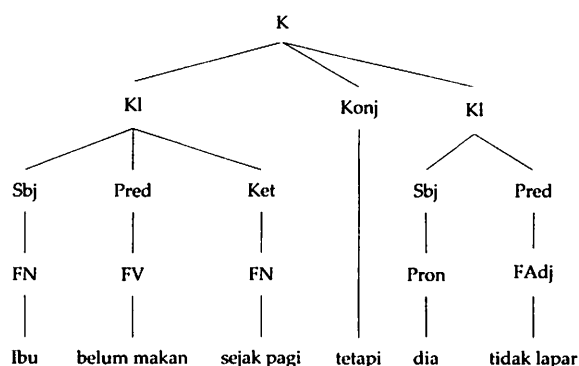 K
Kl Konj Kl
Sbj Pred Ket Sbj Pred
FN FV FN Pron FAdj
Ibu belum makan sejak pagi tetapi dia tidak lapar